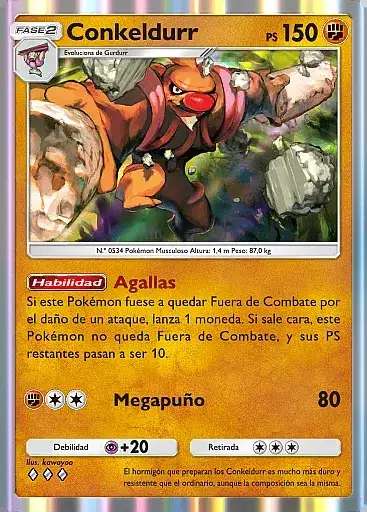 FASE 2
Conkeldurr
PS 150
Evoluciona de Gurdurr
N.º 0534 Pokémon Musculoso Altura: 1,4 m Peso: 87,0 kg
Habilidad Agallas
Si este Pokémon fuese a quedar Fuera de Combate por
el daño de un ataque, lanza 1 moneda. Si sale cara, este
Pokémon no queda Fuera de Combate, y sus PS
restantes pasan a ser 10.
Megapuño 80
Debilidad +20 Retirada
Ilus. kawayoo
El hormigón que preparan los Conkeldurr es mucho más duro y
resistente que el ordinario, aunque la composición sea la misma.